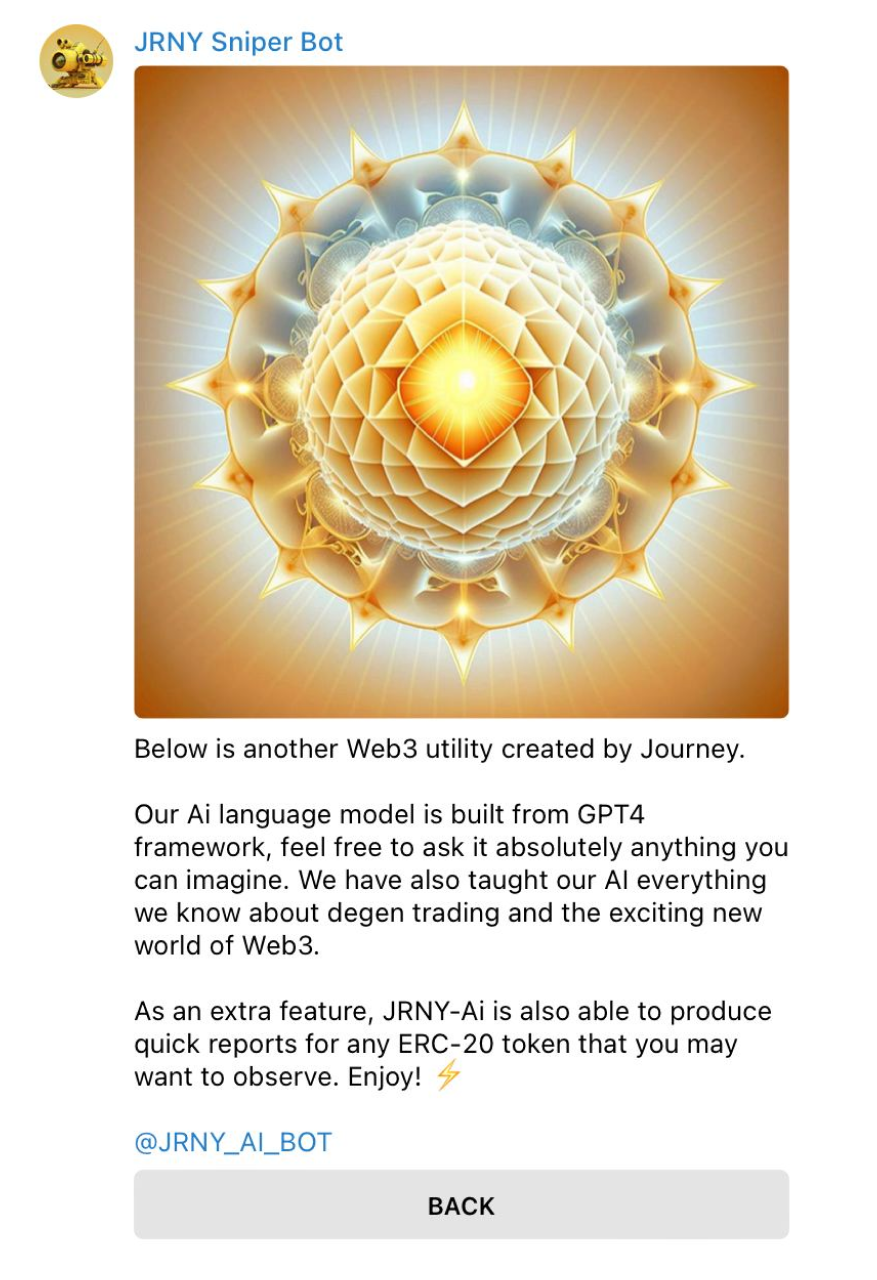 JRNY Sniper Bot
Below is another Web3 utility created by Journey.
Our Ai language model is built from GPT4
framework, feel free to ask it absolutely anything you
can imagine. We have also taught our AI everything
we know about degen trading and the exciting new
world of Web3.
As an extra feature, JRNY-Ai is also able to produce
quick reports for any ERC-20 token that you may
want to observe. Enjoy! ⚡
@JRNY_AI_BOT
BACK